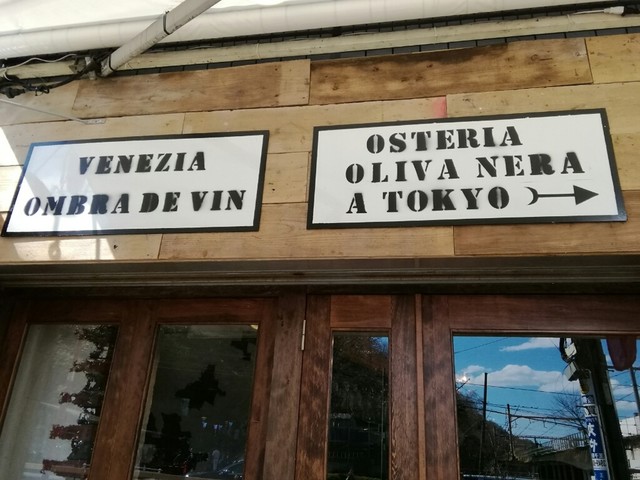 VENEZIA
OMBRA DE VIN
OSTERIA
OLIVA NERA
A TOKYO